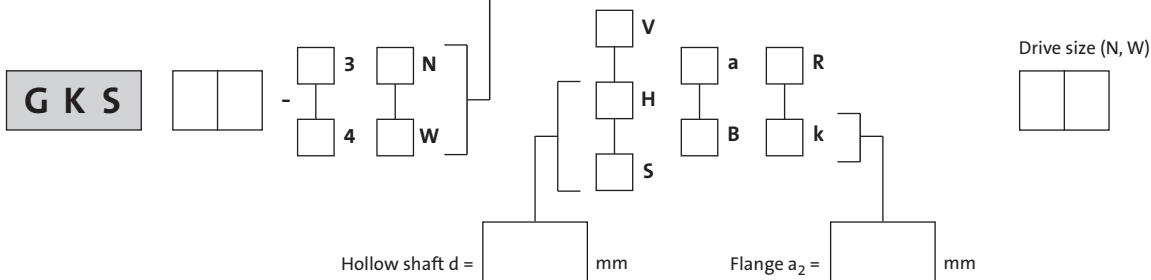 V
Drive size (N, W)
3 N a R
G K S - H
4 W B k
S
Hollow shaft d = mm Flange a₂ = mm